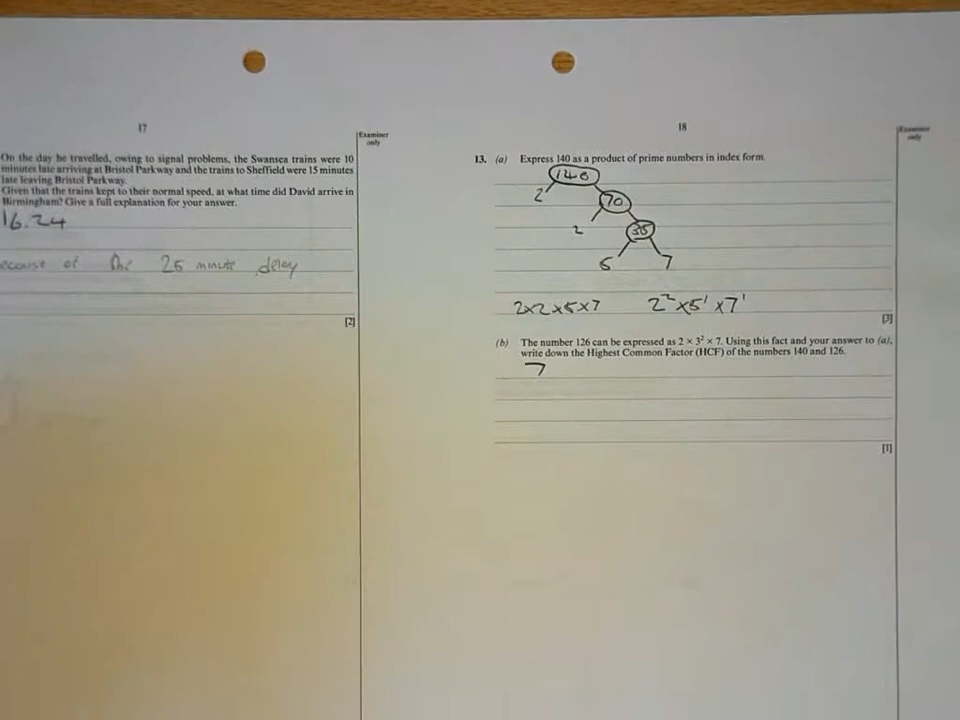 17
Examiner
only
On the day he travelled, owing to signal problems, the Swansea trains were 10
minutes late arriving at Bristol Parkway and the trains to Sheffield were 15 minutes
late leaving Bristol Parkway.
Given that the trains kept to their normal speed, at what time did David arrive in
Birmingham? Give a full explanation for your answer.
16.24
ecause of the 25 minute delay
[2]
18
Examiner
only
13. (a) Express 140 as a product of prime numbers in index form.
140
2 70
2 35
5 7
2×2×5×7 2² ×5¹ ×7¹
[3]
(b) The number 126 can be expressed as 2 × 3² × 7. Using this fact and your answer to (a),
write down the Highest Common Factor (HCF) of the numbers 140 and 126.
7
[1]